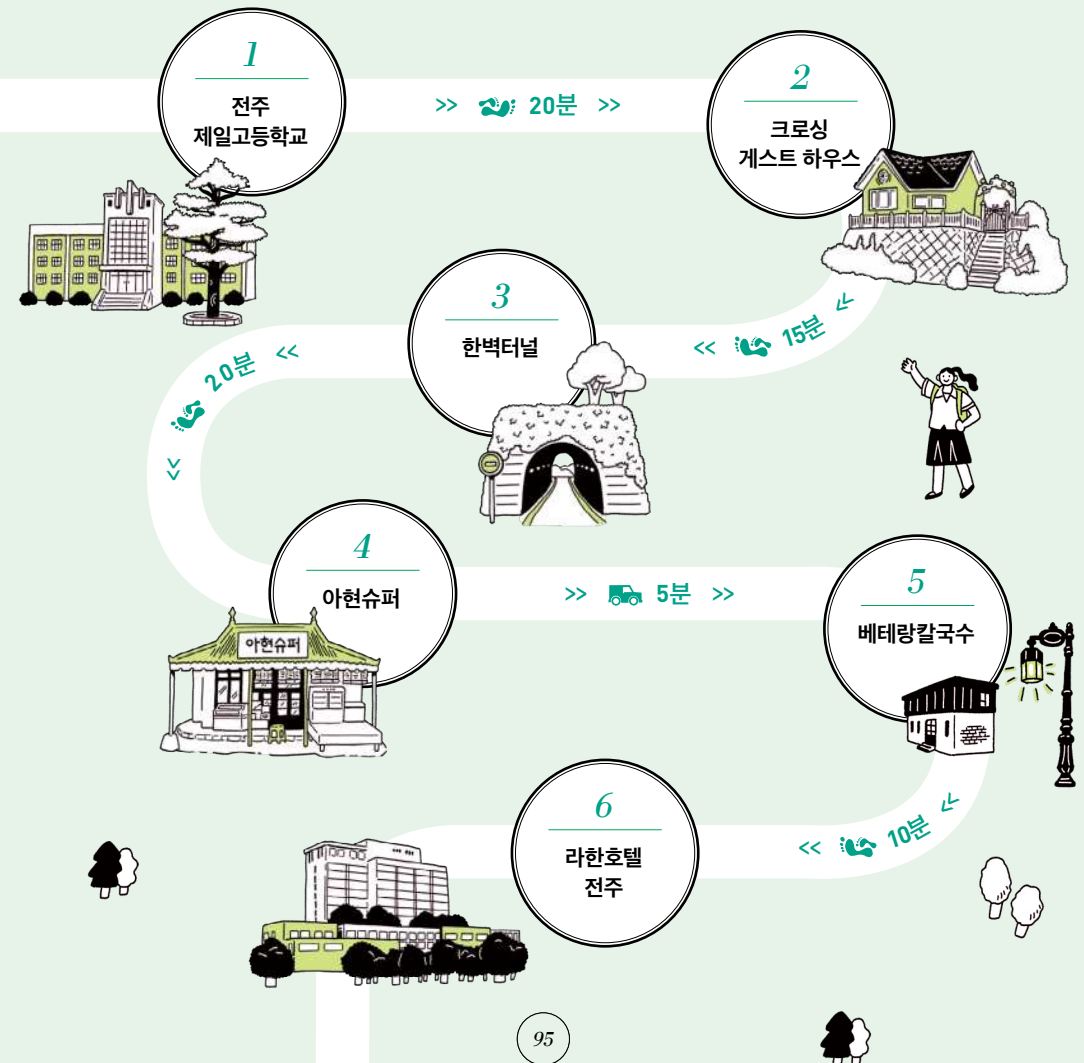 1
전주
제일고등학교
>> 20분 >>
2
크로싱
게스트 하우스
<< 15분 <<
3
한벽터널
<< 20분 <<
4
아현슈퍼
아현슈퍼
>> 5분 >>
5
베테랑칼국수
<< 10분 <<
6
라한호텔
전주
95